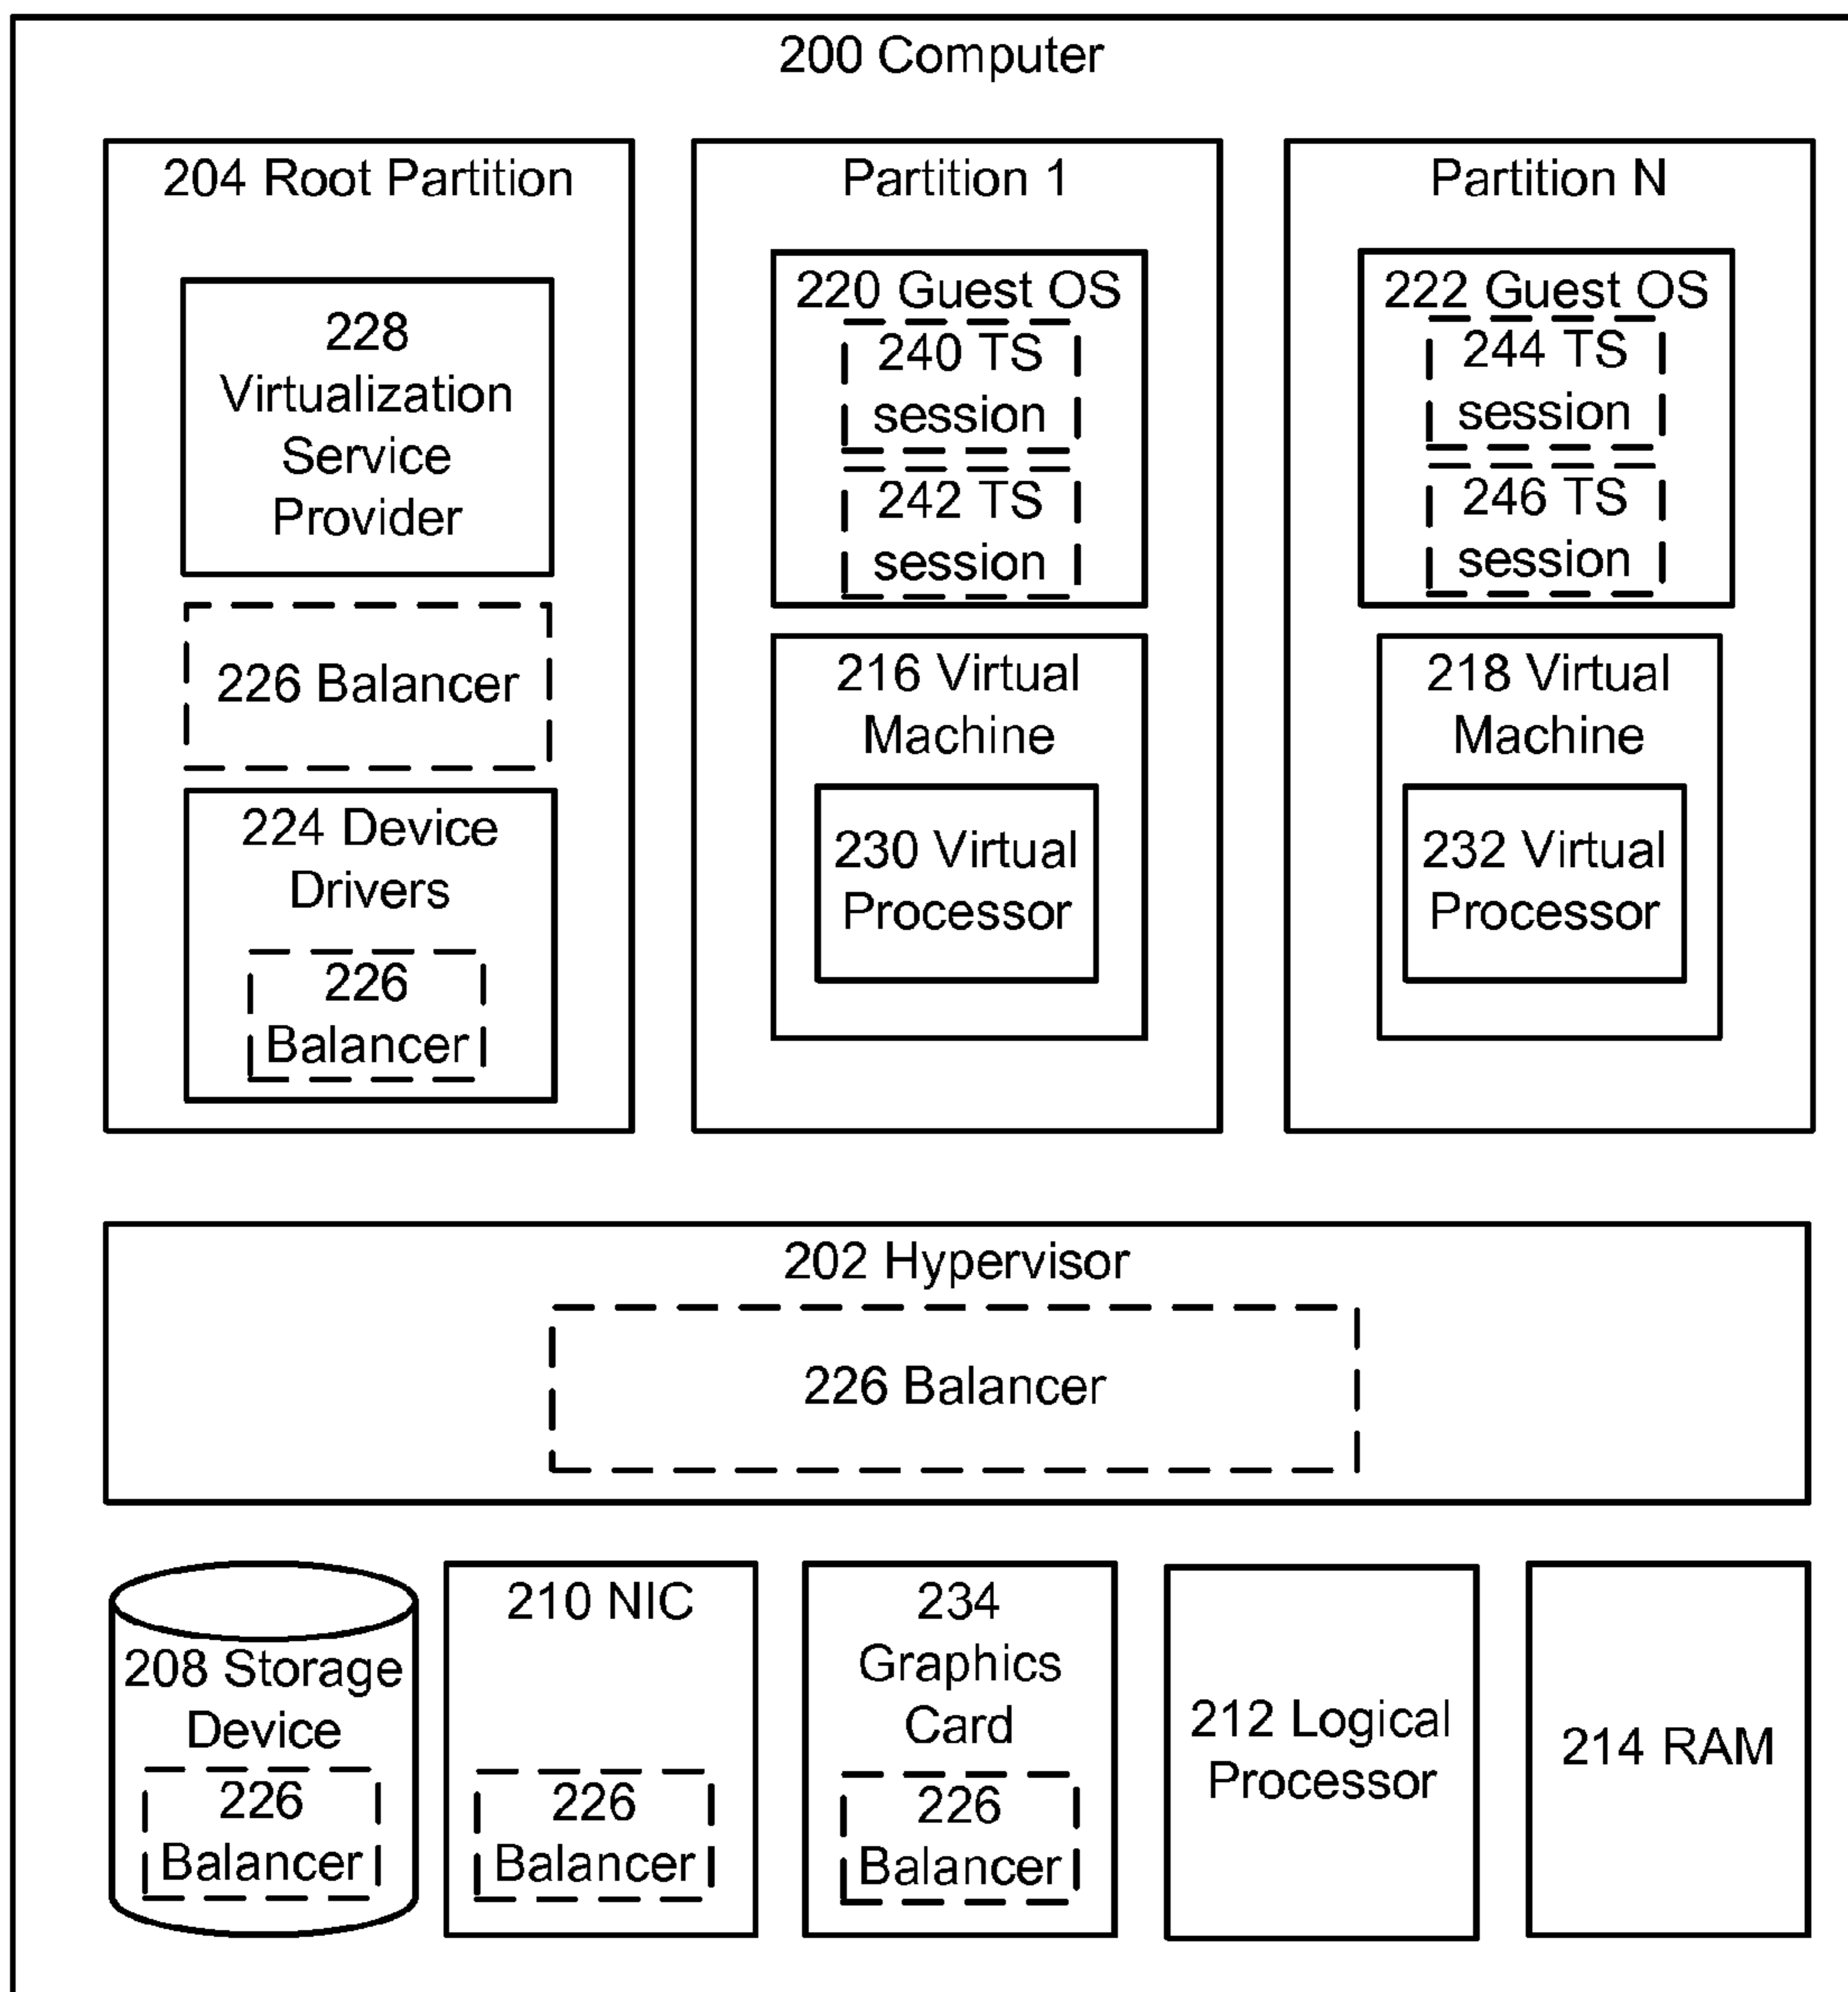 200 Computer
204 Root Partition
228
Virtualization
Service
Provider
226 Balancer
224 Device
Drivers
226
Balancer
Partition 1
220 Guest OS
240 TS
session
242 TS
session
216 Virtual
Machine
230 Virtual
Processor
Partition N
222 Guest OS
244 TS
session
246 TS
session
218 Virtual
Machine
232 Virtual
Processor
202 Hypervisor
226 Balancer
208 Storage
Device
226
Balancer
210 NIC
226
Balancer
234
Graphics
Card
226
Balancer
212 Logical
Processor
214 RAM